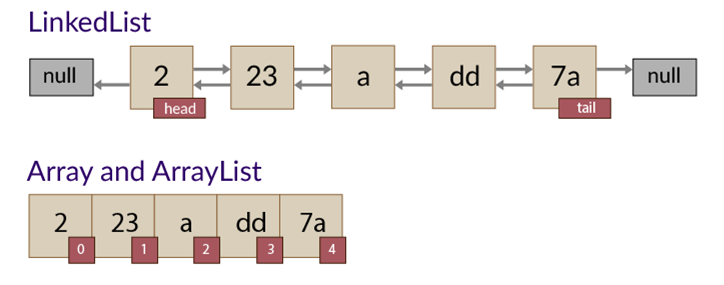 LinkedList
null 2 23 a dd 7a null
head tail
Array and ArrayList
2 23 a dd 7a
0 1 2 3 4